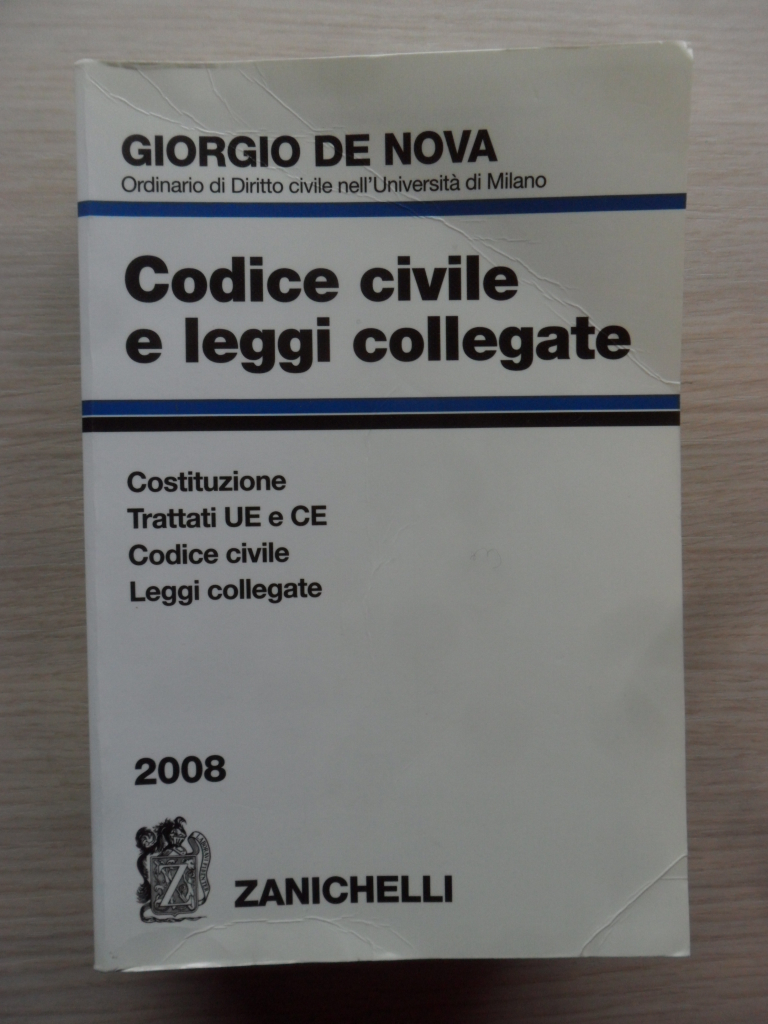 GIORGIO DE NOVA
Ordinario di Diritto civile nell'Università di Milano
Codice civile
e leggi collegate
Costituzione
Trattati UE e CE
Codice civile
Leggi collegate
2008
Z
ZANICHELLI